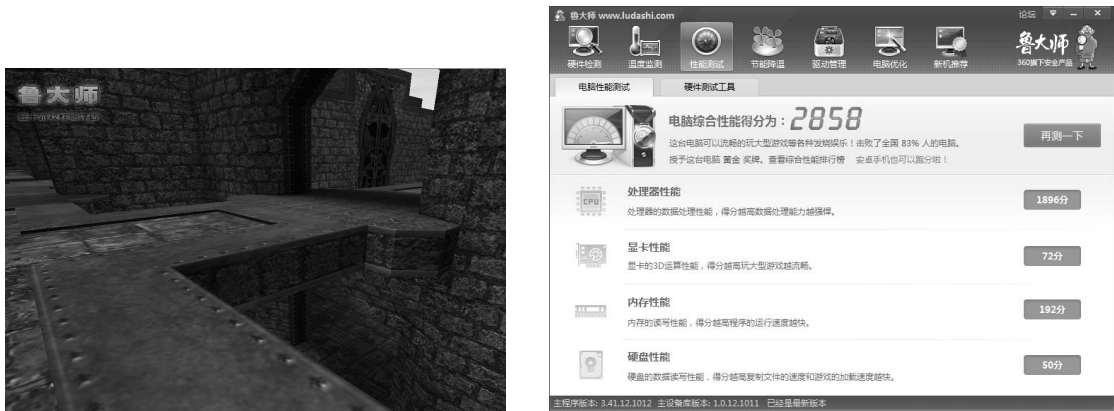 鲁大师
鲁大师 www.ludashi.com
论坛
硬件检测
温度监测
性能测试
节能降温
驱动管理
电脑优化
新机推荐
鲁大师
360旗下安全产品
电脑性能测试
硬件测试工具
电脑综合性能得分为：2858
这台电脑可以流畅的玩大型游戏等各种发烧娱乐！击败了全国 83% 人的电脑。
授予这台电脑 黄金 奖牌。查看综合性能排行榜 安卓手机也可以跑分啦！
再测一下
CPU
处理器性能
处理器的数据处理性能，得分越高数据处理能力越强悍。
1896分
显卡性能
显卡的3D运算性能，得分越高玩大型游戏越流畅。
72分
内存性能
内存的读写性能，得分越高程序的运行速度越快。
192分
硬盘性能
硬盘的数据读写性能，得分越高复制文件的速度和游戏的加载速度越快。
50分
主程序版本: 3.41.12.1012 主设备库版本: 1.0.12.1011 已经是最新版本